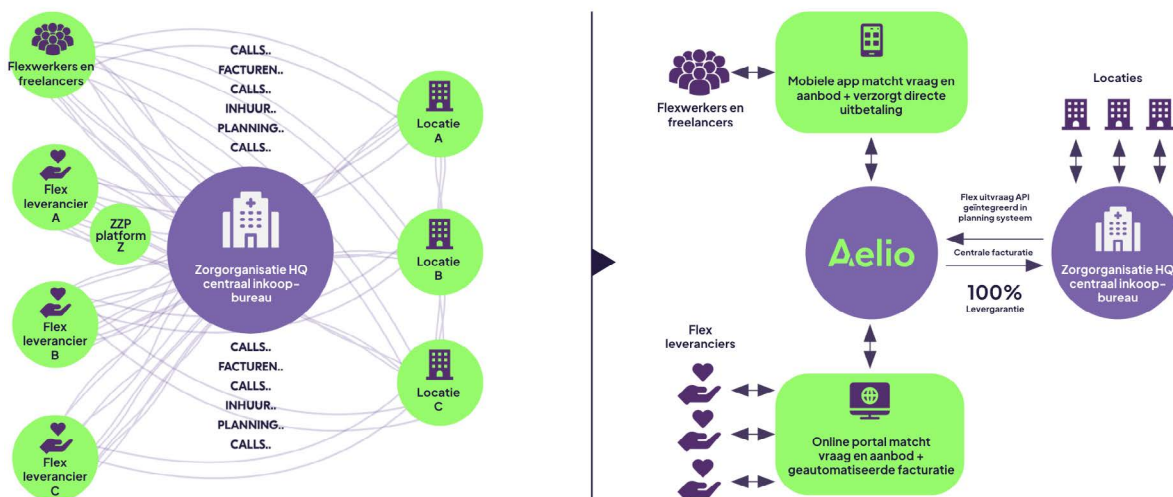 Flexwerkers en
freelancers
Flex
leverancier
A
ZZP
platform
Z
Flex
leverancier
B
Flex
leverancier
C
CALLS..
FACTUREN..
CALLS..
INHUUR..
PLANNING..
CALLS..
Zorgorganisatie HQ
centraal inkoop-
bureau
CALLS..
FACTUREN..
CALLS..
INHUUR..
PLANNING..
CALLS..
Locatie
A
Locatie
B
Locatie
C
Flexwerkers en
freelancers
Mobiele app matcht vraag en
aanbod + verzorgt directe
uitbetaling
Locaties
Aelio
Flex uitvraag API
geïntegreerd in
planning systeem
Centrale facturatie
100%
Levergarantie
Zorgorganisatie HQ
centraal inkoop-
bureau
Flex
leveranciers
Online portal matcht
vraag en aanbod +
geautomatiseerde facturatie